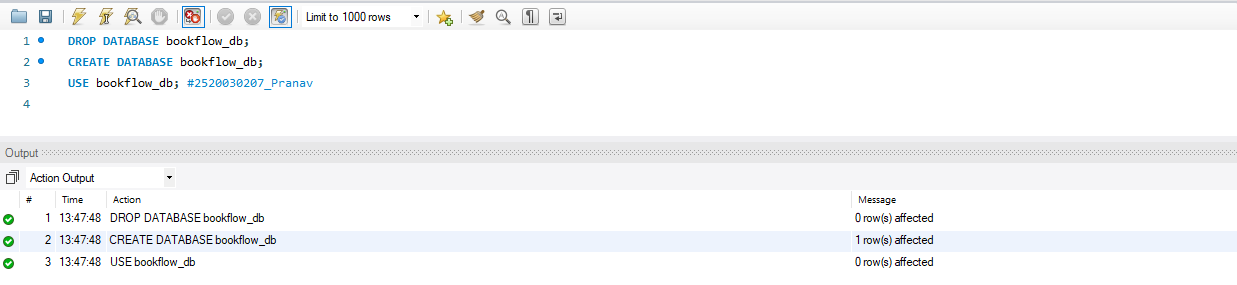 Limit to 1000 rows
1 DROP DATABASE bookflow_db;
2 CREATE DATABASE bookflow_db;
3 USE bookflow_db; #2520030207_Pranav
4
Output
Action Output
# Time Action Message
1 13:47:48 DROP DATABASE bookflow_db 0 row(s) affected
2 13:47:48 CREATE DATABASE bookflow_db 1 row(s) affected
3 13:47:48 USE bookflow_db 0 row(s) affected